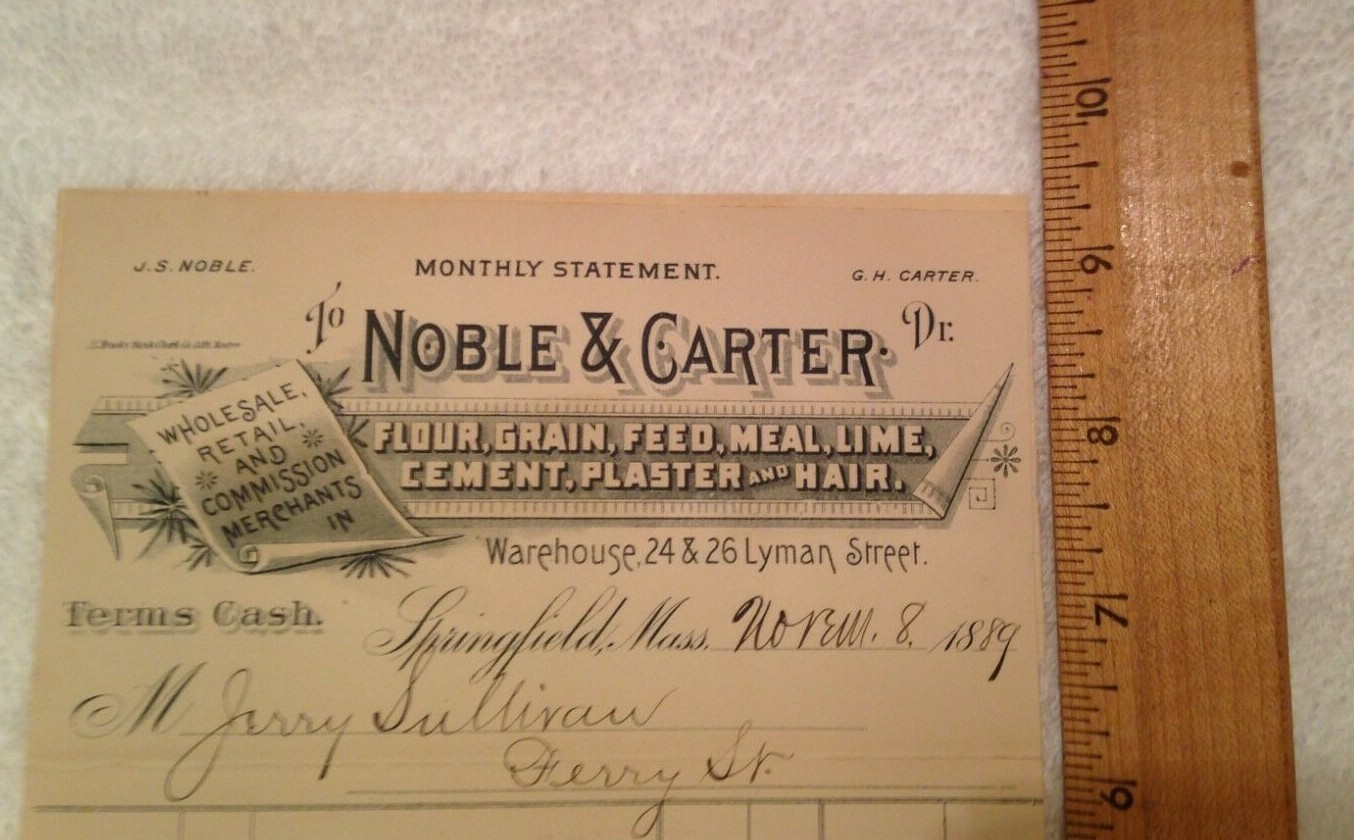 J.S. NOBLE.
MONTHLY STATEMENT.
G.H. CARTER.
To NOBLE & CARTER. Dr.
WHOLESALE,
RETAIL,
AND
COMMISSION
MERCHANTS
IN
FLOUR, GRAIN, FEED, MEAL, LIME,
CEMENT, PLASTER AND HAIR.
Warehouse, 24 & 26 Lyman Street.
Terms Cash.
Springfield, Mass. Novem. 8. 1889
M Jerry Sullivan
Ferry St.
10
9
8
7
6